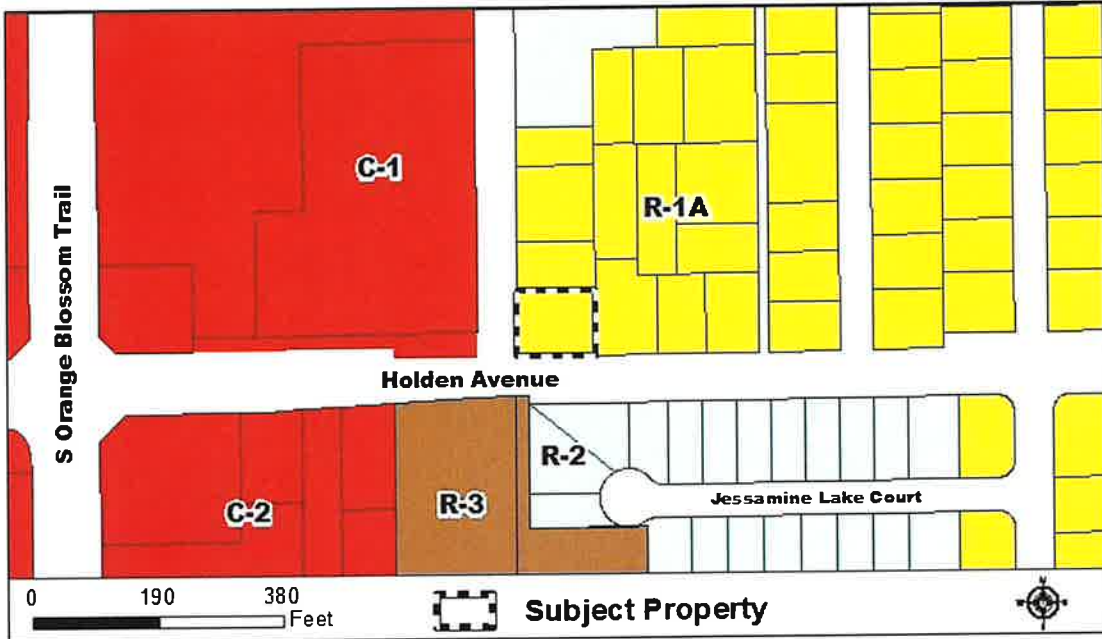 C-1
R-1A
S Orange Blossom Trail
Holden Avenue
R-2
Jessamine Lake Court
C-2
R-3
0 190 380
Feet
Subject Property
N